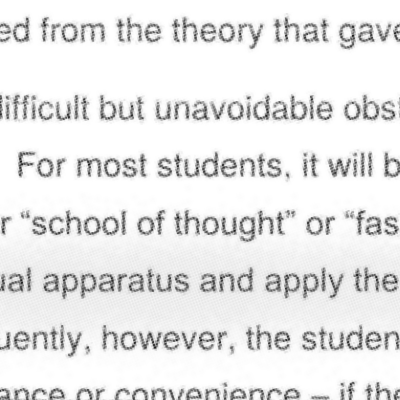 ed from the theory that gave
difficult but unavoidable obs
For most students, it will b
r “school of thought” or “fas
ual apparatus and apply the
uently, however, the studen
ance or convenience – if the